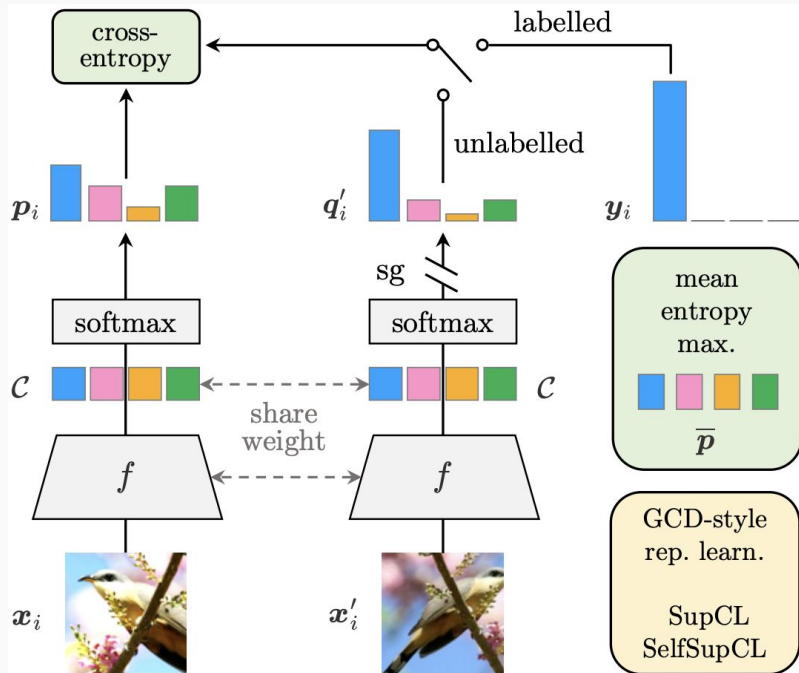 cross-
entropy
labelled
unlabelled
𝒑ᵢ
𝒒′ᵢ
𝒚ᵢ
sg
softmax
softmax
mean
entropy
max.
𝒞
𝒞
share
weight
p̅
f
f
GCD-style
rep. learn.
SupCL
SelfSupCL
𝒙ᵢ
𝒙′ᵢ